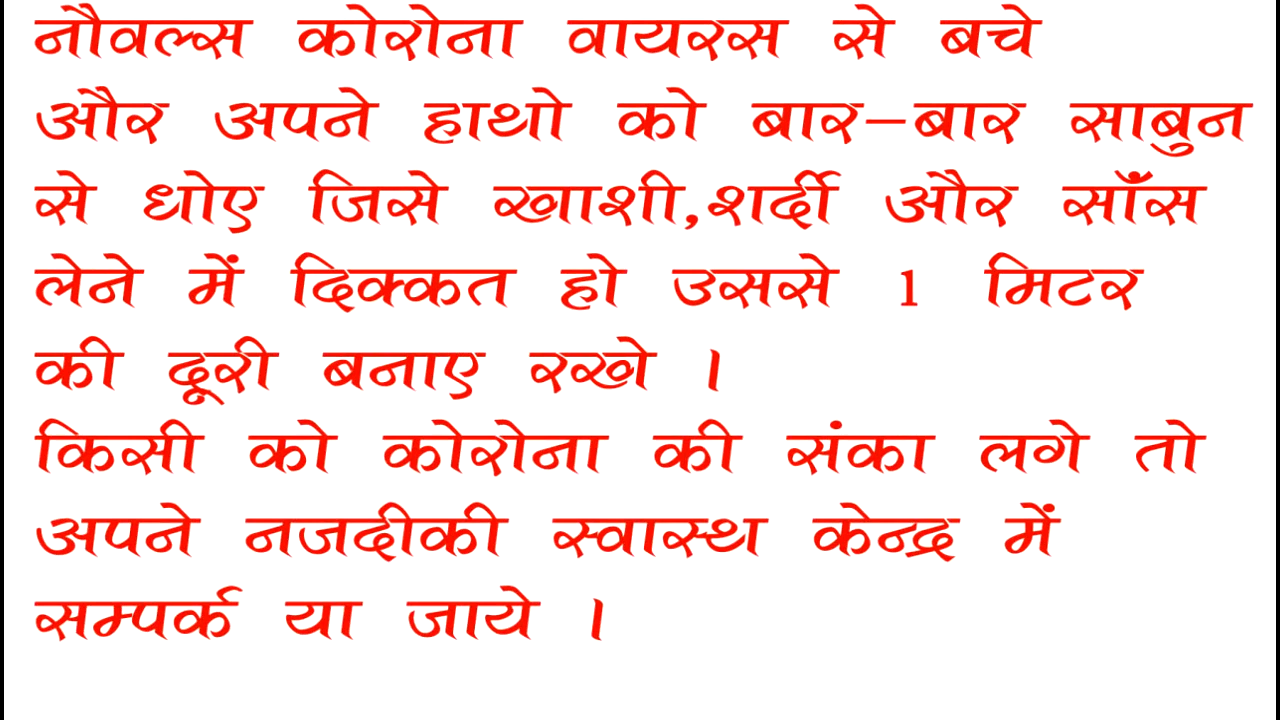 नौवल्स कोरोना वायरस से बचे
और अपने हाथो को बार-बार साबुन
से धोए जिसे खाशी,शर्दी और साँस
लेने में दिक्कत हो उससे 1 मिटर
की दूरी बनाए रखे ।
किसी को कोरोना की संका लगे तो
अपने नजदीकी स्वास्थ केन्द्र में
सम्पर्क या जाये ।